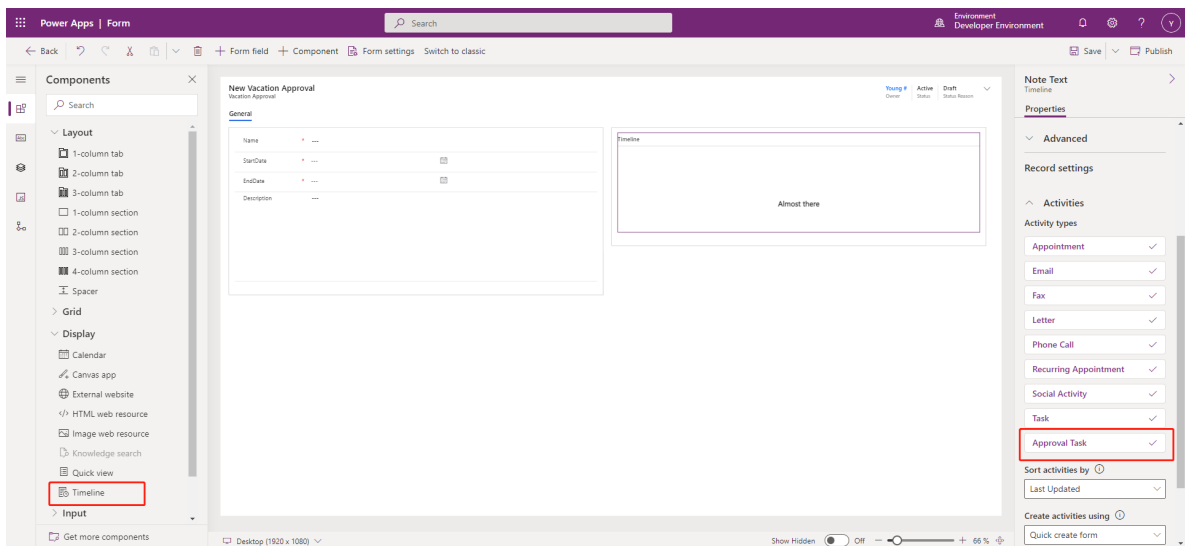 Power Apps | Form
Search
Environment
Developer Environment
?
Y
Back
Form field
Component
Form settings
Switch to classic
Save
Publish
Components
Search
Layout
1-column tab
2-column tab
3-column tab
1-column section
2-column section
3-column section
4-column section
Spacer
Grid
Display
Calendar
Canvas app
External website
HTML web resource
Image web resource
Knowledge search
Quick view
Timeline
Input
Get more components
New Vacation Approval
Vacation Approval
Young #
Owner
Active
Status
Draft
Status Reason
General
Name * ---
StartDate * ---
EndDate * ---
Description ---
Timeline
Almost there
Desktop (1920 x 1080)
Show Hidden
Off
66 %
Note Text
Timeline
Properties
Advanced
Record settings
Activities
Activity types
Appointment
Email
Fax
Letter
Phone Call
Recurring Appointment
Social Activity
Task
Approval Task
Sort activities by
Last Updated
Create activities using
Quick create form